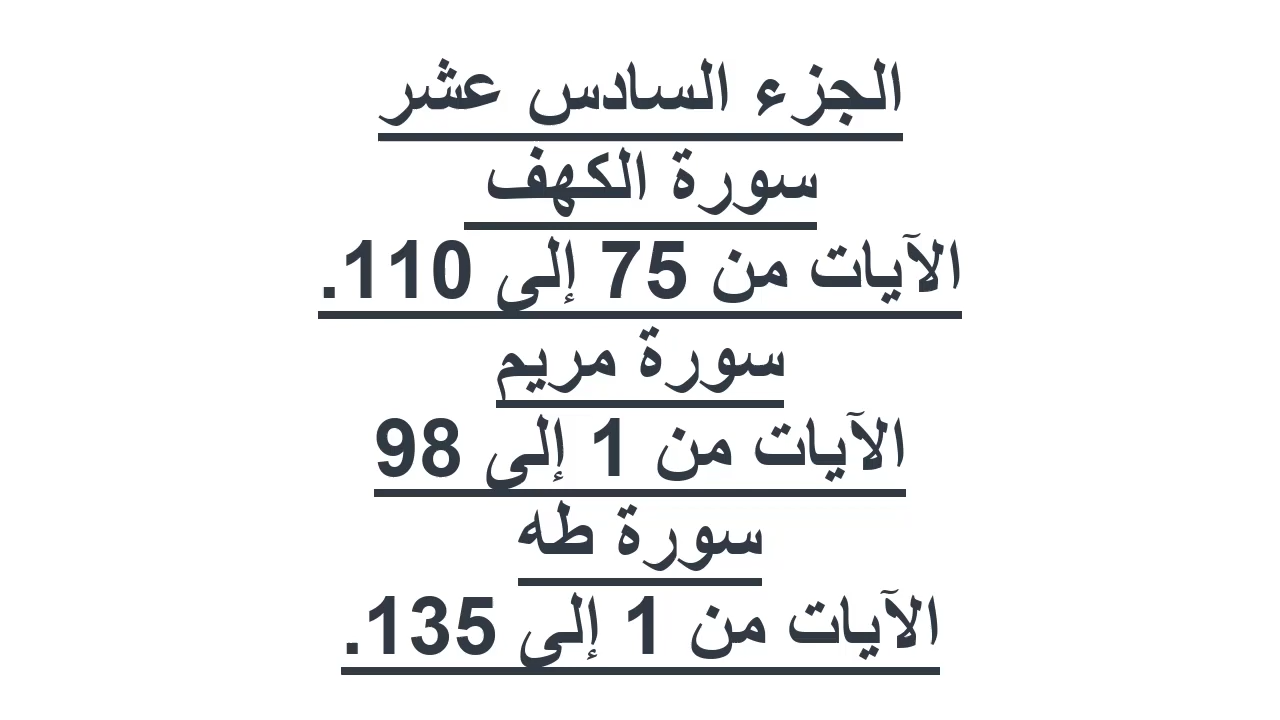 الجزء السادس عشر
سورة الكهف
الآيات من 75 إلى 110.
سورة مريم
الآيات من 1 إلى 98
سورة طه
الآيات من 1 إلى 135.